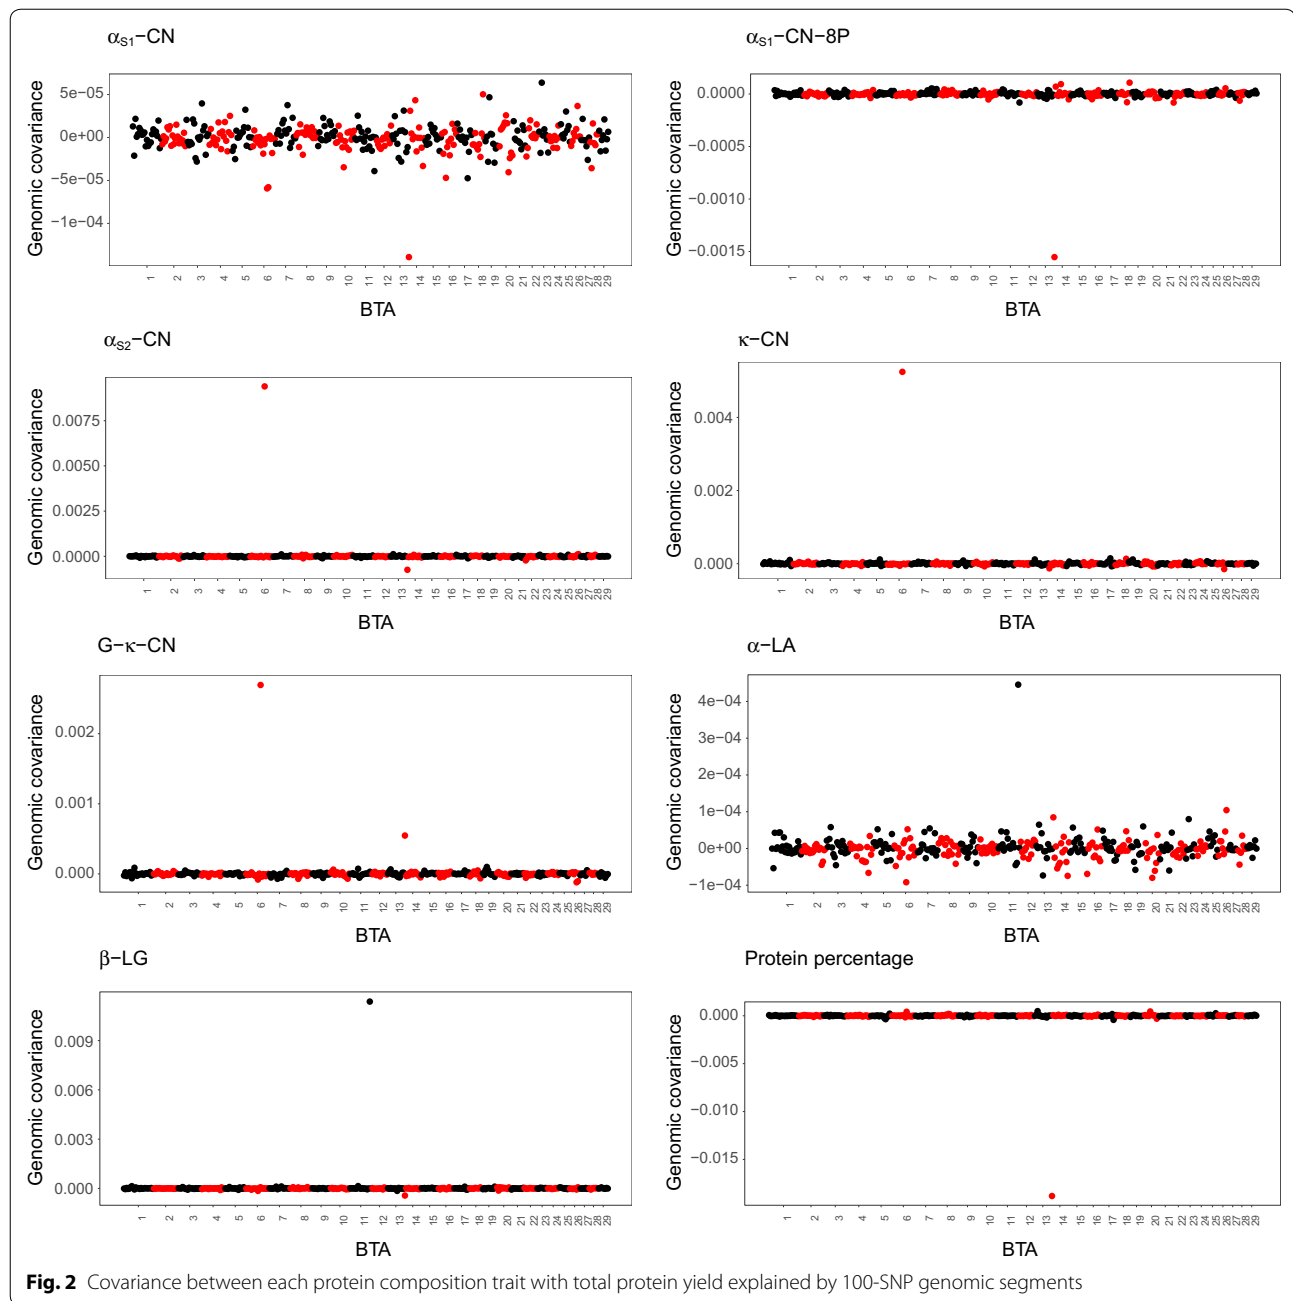 αS1−CN
Genomic covariance
5e−05
0e+00
−5e−05
−1e−04
1 2 3 4 5 6 7 8 9 10 11 12 13 14 15 16 17 18 19 20 21 22 23 24 25 26 27 28 29
BTA
αS1−CN−8P
Genomic covariance
0.0000
−0.0005
−0.0010
−0.0015
1 2 3 4 5 6 7 8 9 10 11 12 13 14 15 16 17 18 19 20 21 22 23 24 25 26 27 28 29
BTA
αS2−CN
Genomic covariance
0.0075
0.0050
0.0025
0.0000
1 2 3 4 5 6 7 8 9 10 11 12 13 14 15 16 17 18 19 20 21 22 23 24 25 26 27 28 29
BTA
κ−CN
Genomic covariance
0.004
0.002
0.000
1 2 3 4 5 6 7 8 9 10 11 12 13 14 15 16 17 18 19 20 21 22 23 24 25 26 27 28 29
BTA
G−κ−CN
Genomic covariance
0.002
0.001
0.000
1 2 3 4 5 6 7 8 9 10 11 12 13 14 15 16 17 18 19 20 21 22 23 24 25 26 27 28 29
BTA
α−LA
Genomic covariance
4e−04
3e−04
2e−04
1e−04
0e+00
−1e−04
1 2 3 4 5 6 7 8 9 10 11 12 13 14 15 16 17 18 19 20 21 22 23 24 25 26 27 28 29
BTA
β−LG
Genomic covariance
0.009
0.006
0.003
0.000
1 2 3 4 5 6 7 8 9 10 11 12 13 14 15 16 17 18 19 20 21 22 23 24 25 26 27 28 29
BTA
Protein percentage
Genomic covariance
0.000
−0.005
−0.010
−0.015
1 2 3 4 5 6 7 8 9 10 11 12 13 14 15 16 17 18 19 20 21 22 23 24 25 26 27 28 29
BTA
Fig. 2 Covariance between each protein composition trait with total protein yield explained by 100-SNP genomic segments